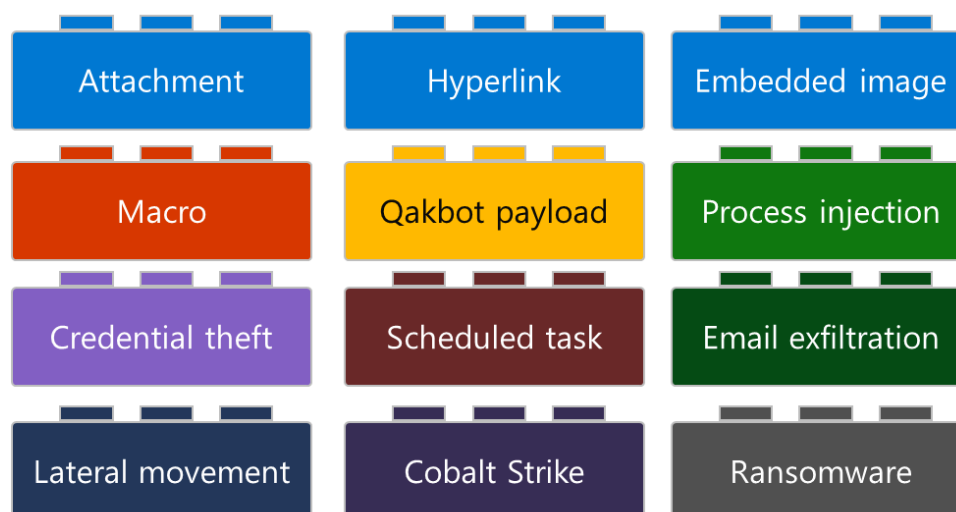 Attachment
Hyperlink
Embedded image
Macro
Qakbot payload
Process injection
Credential theft
Scheduled task
Email exfiltration
Lateral movement
Cobalt Strike
Ransomware